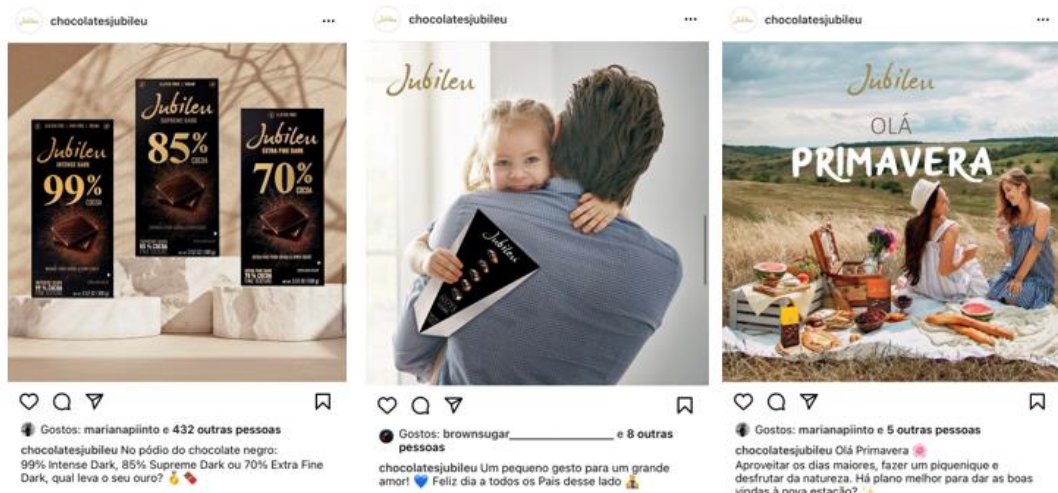 chocolatesjubileu
Jubileu
INTENSE DARK
99%
COCOA
Jubileu
SUPREME DARK
85%
COCOA
Jubileu
EXTRA FINE DARK
70%
COCOA
Gostos: marianapiinto e 432 outras pessoas
chocolatesjubileu No pódio do chocolate negro:
99% Intense Dark, 85% Supreme Dark ou 70% Extra Fine
Dark, qual leva o seu ouro? 🥇🍫
chocolatesjubileu
Jubileu
Jubileu
Gostos: brownsugar____________________ e 8 outras
pessoas
chocolatesjubileu Um pequeno gesto para um grande
amor! 💙 Feliz dia a todos os Pais desse lado 👨‍👧
chocolatesjubileu
Jubileu
OLÁ
PRIMAVERA
Gostos: marianapiinto e 5 outras pessoas
chocolatesjubileu Olá Primavera 🌸
Aproveitar os dias maiores, fazer um piquenique e
desfrutar da natureza. Há plano melhor para dar as boas
vindas à nova estação? ✨